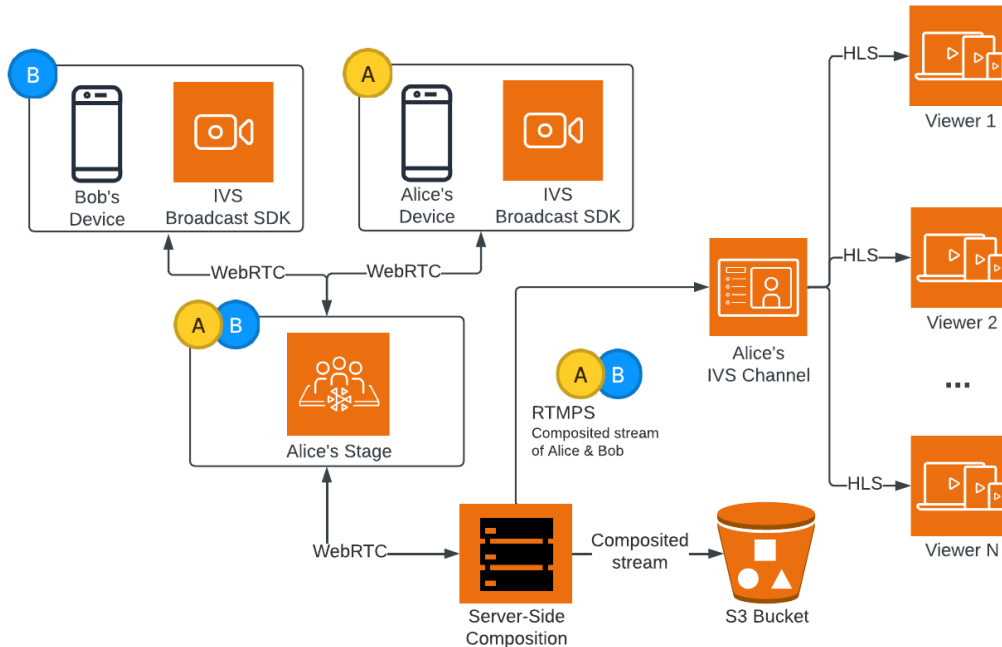 B
Bob's
Device
IVS
Broadcast SDK
A
Alice's
Device
IVS
Broadcast SDK
WebRTC
WebRTC
A B
Alice's Stage
WebRTC
Server-Side
Composition
A B
RTMPS
Composited stream
of Alice & Bob
Composited
stream
S3 Bucket
Alice's
IVS Channel
HLS
Viewer 1
HLS
Viewer 2
...
HLS
Viewer N